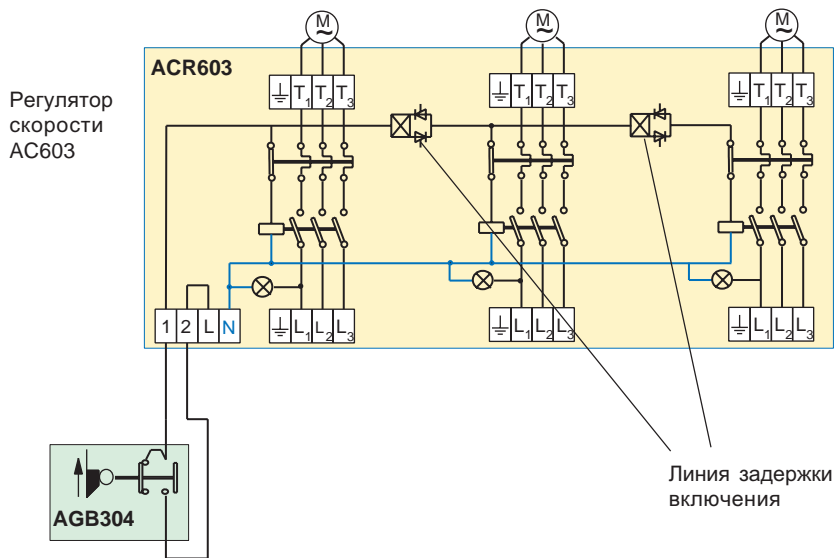 M
~
M
~
M
~
ACR603
⏚ T1 T2 T3
⏚ T1 T2 T3
⏚ T1 T2 T3
Регулятор
скорости
AC603
1 2 L N
⏚ L1 L2 L3
⏚ L1 L2 L3
⏚ L1 L2 L3
AGB304
Линия задержки
включения